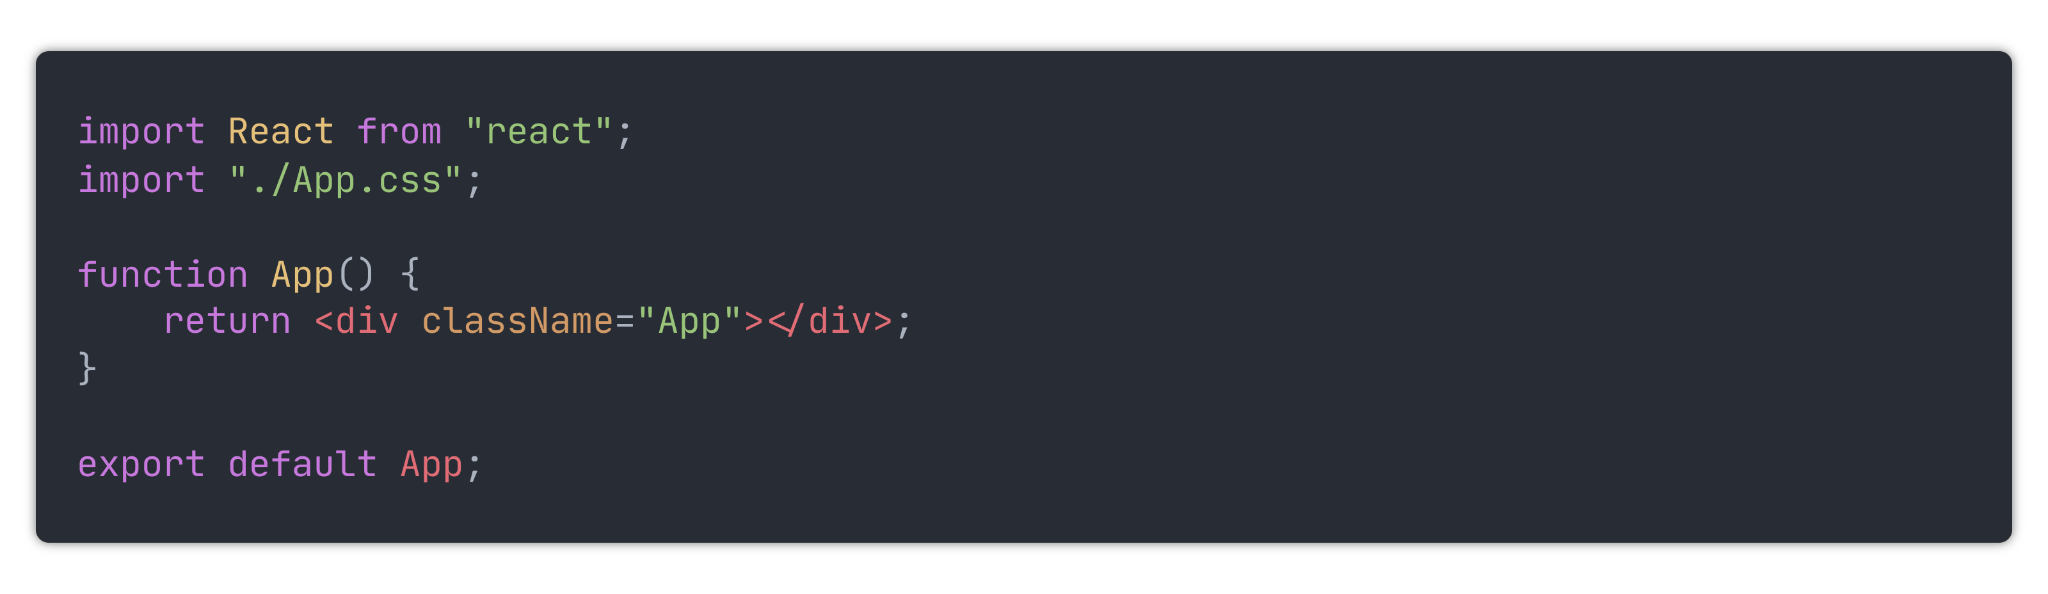 import React from "react";
import "./App.css";

function App() {
    return <div className="App"></div>;
}

export default App;